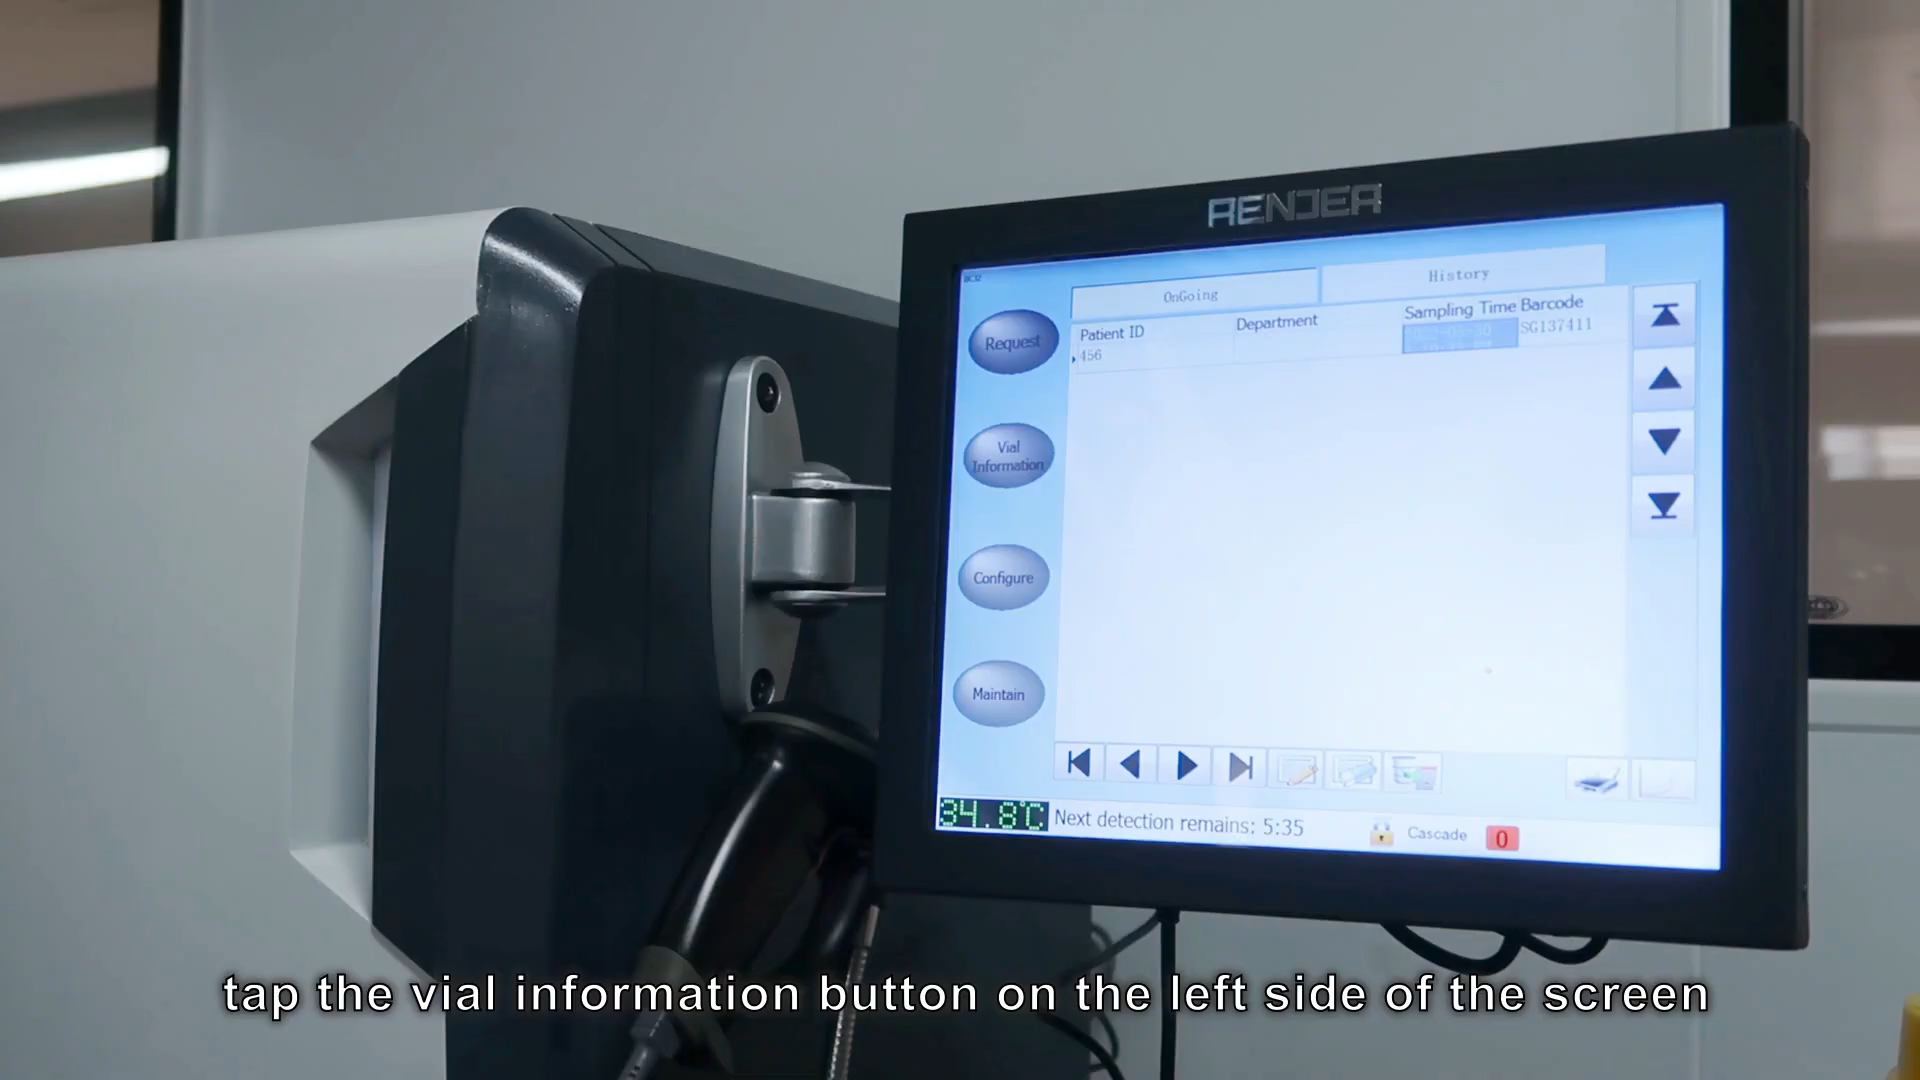 RENDER
OnGoing
History
Patient ID
Department
Sampling Time Barcode
456
SG137411
Request
Vial
Information
Configure
Maintain
34.8°C
Next detection remains: 5:35
Cascade
0
tap the vial information button on the left side of the screen